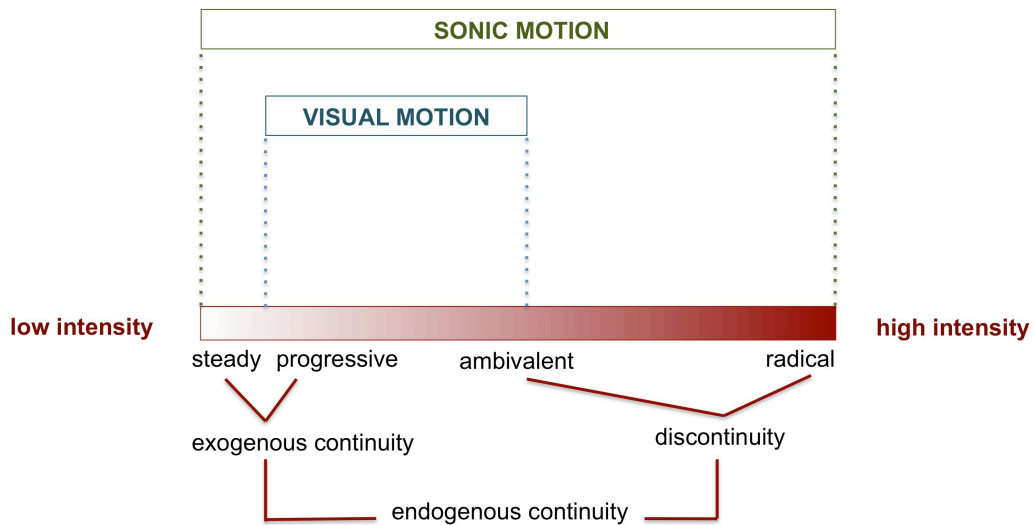 SONIC MOTION
VISUAL MOTION
low intensity
high intensity
steady progressive ambivalent radical
exogenous continuity
discontinuity
endogenous continuity